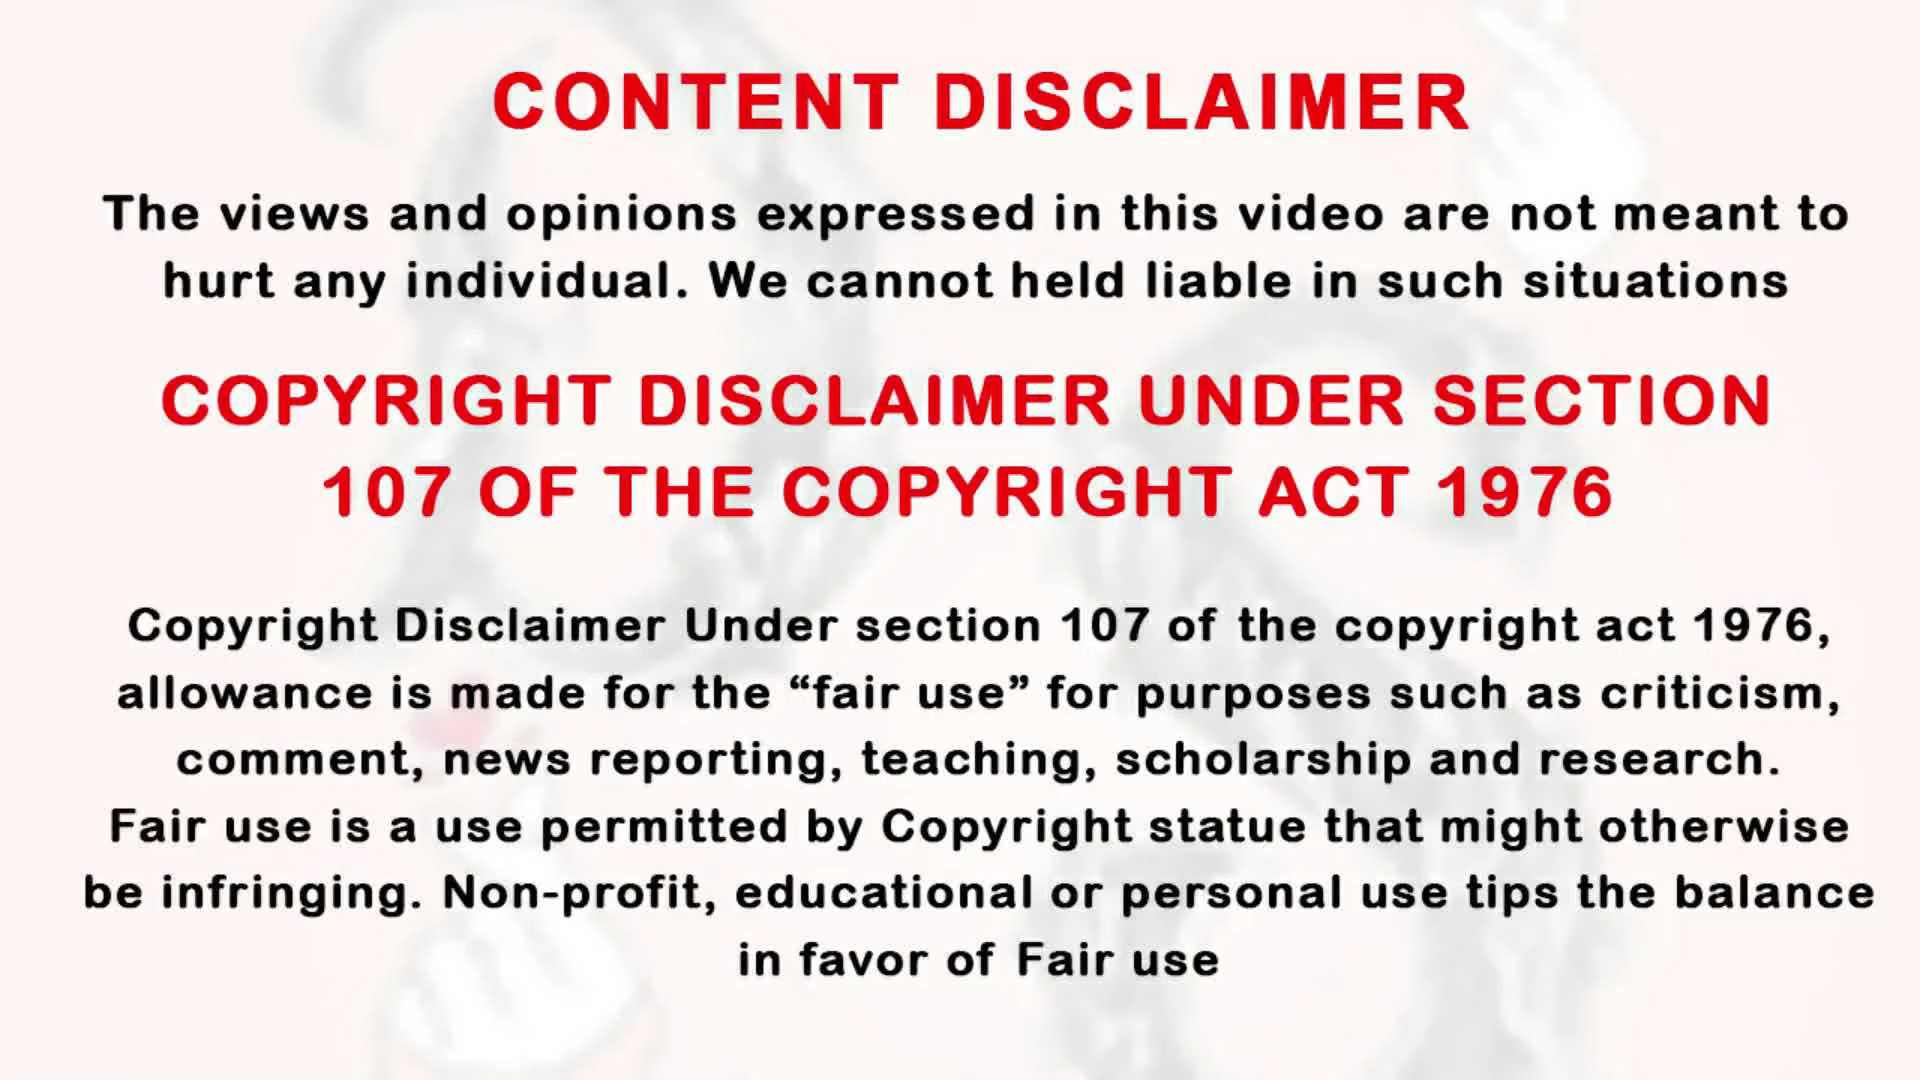 CONTENT DISCLAIMER
The views and opinions expressed in this video are not meant to
hurt any individual. We cannot held liable in such situations
COPYRIGHT DISCLAIMER UNDER SECTION
107 OF THE COPYRIGHT ACT 1976
Copyright Disclaimer Under section 107 of the copyright act 1976,
allowance is made for the “fair use” for purposes such as criticism,
comment, news reporting, teaching, scholarship and research.
Fair use is a use permitted by Copyright statue that might otherwise
be infringing. Non-profit, educational or personal use tips the balance
in favor of Fair use